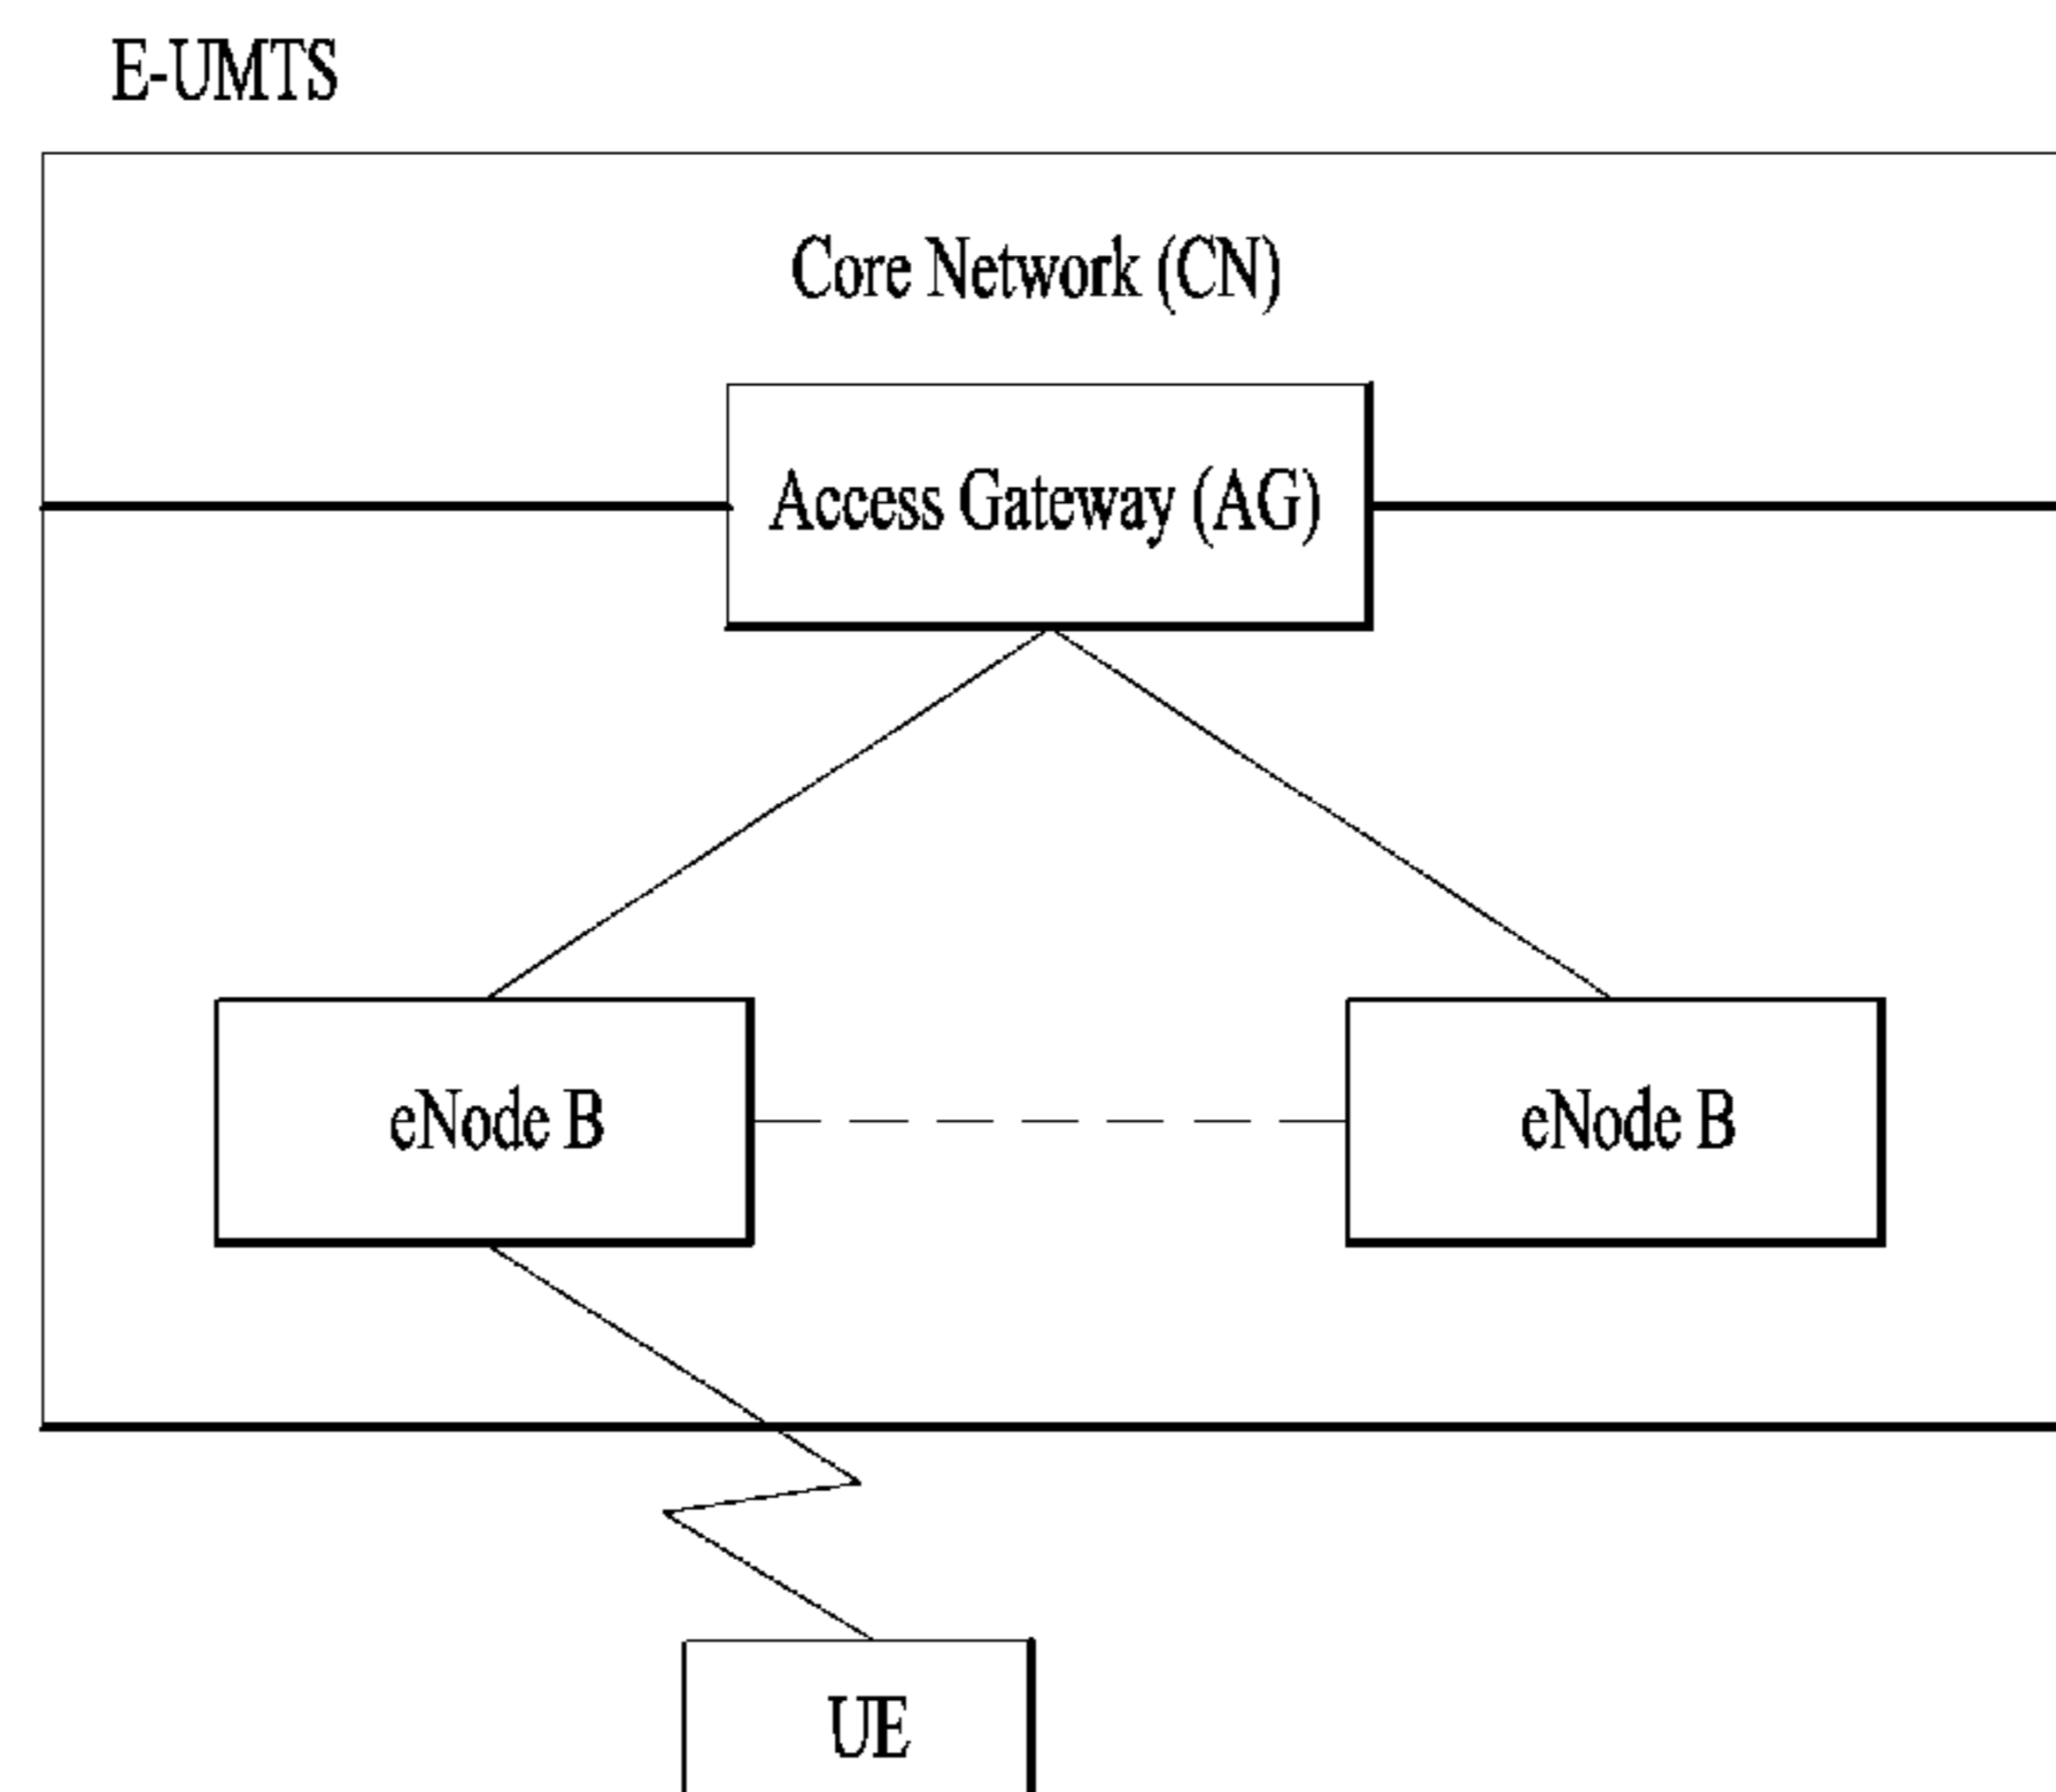 E-UMTS
Core Network (CN)
Access Gateway (AG)
eNode B
eNode B
UE